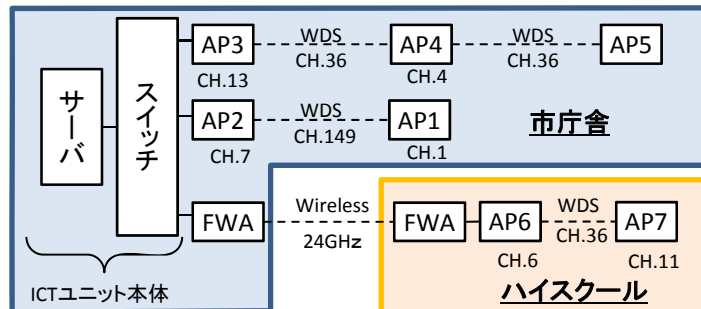 AP3
WDS
CH.36
AP4
WDS
CH.36
AP5
CH.13
CH.4
サーバ
スイッチ
AP2
WDS
CH.149
AP1
市庁舎
CH.7
CH.1
FWA
Wireless
24GHz
FWA
AP6
WDS
CH.36
AP7
CH.6
CH.11
ICTユニット本体
ハイスクール